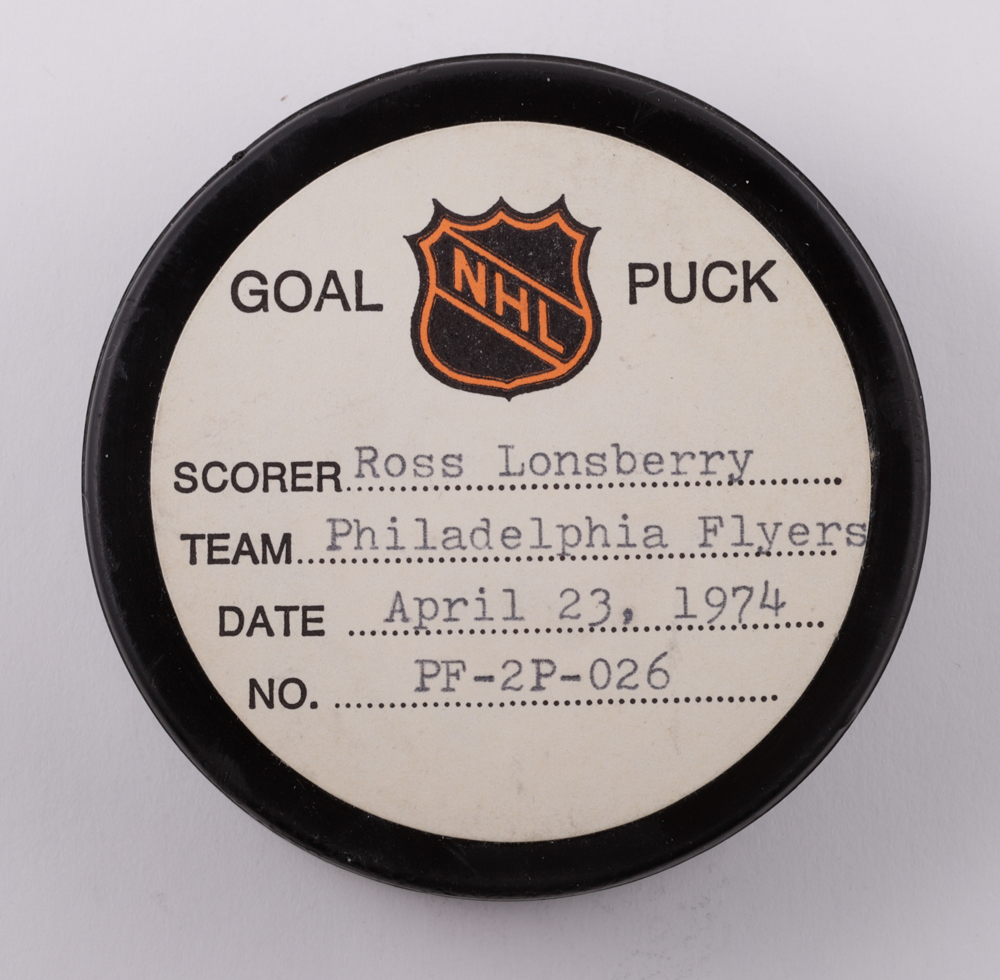 GOAL NHL PUCK
SCORER Ross Lonsberry
TEAM Philadelphia Flyers
DATE April 23, 1974
NO. PF-2P-026